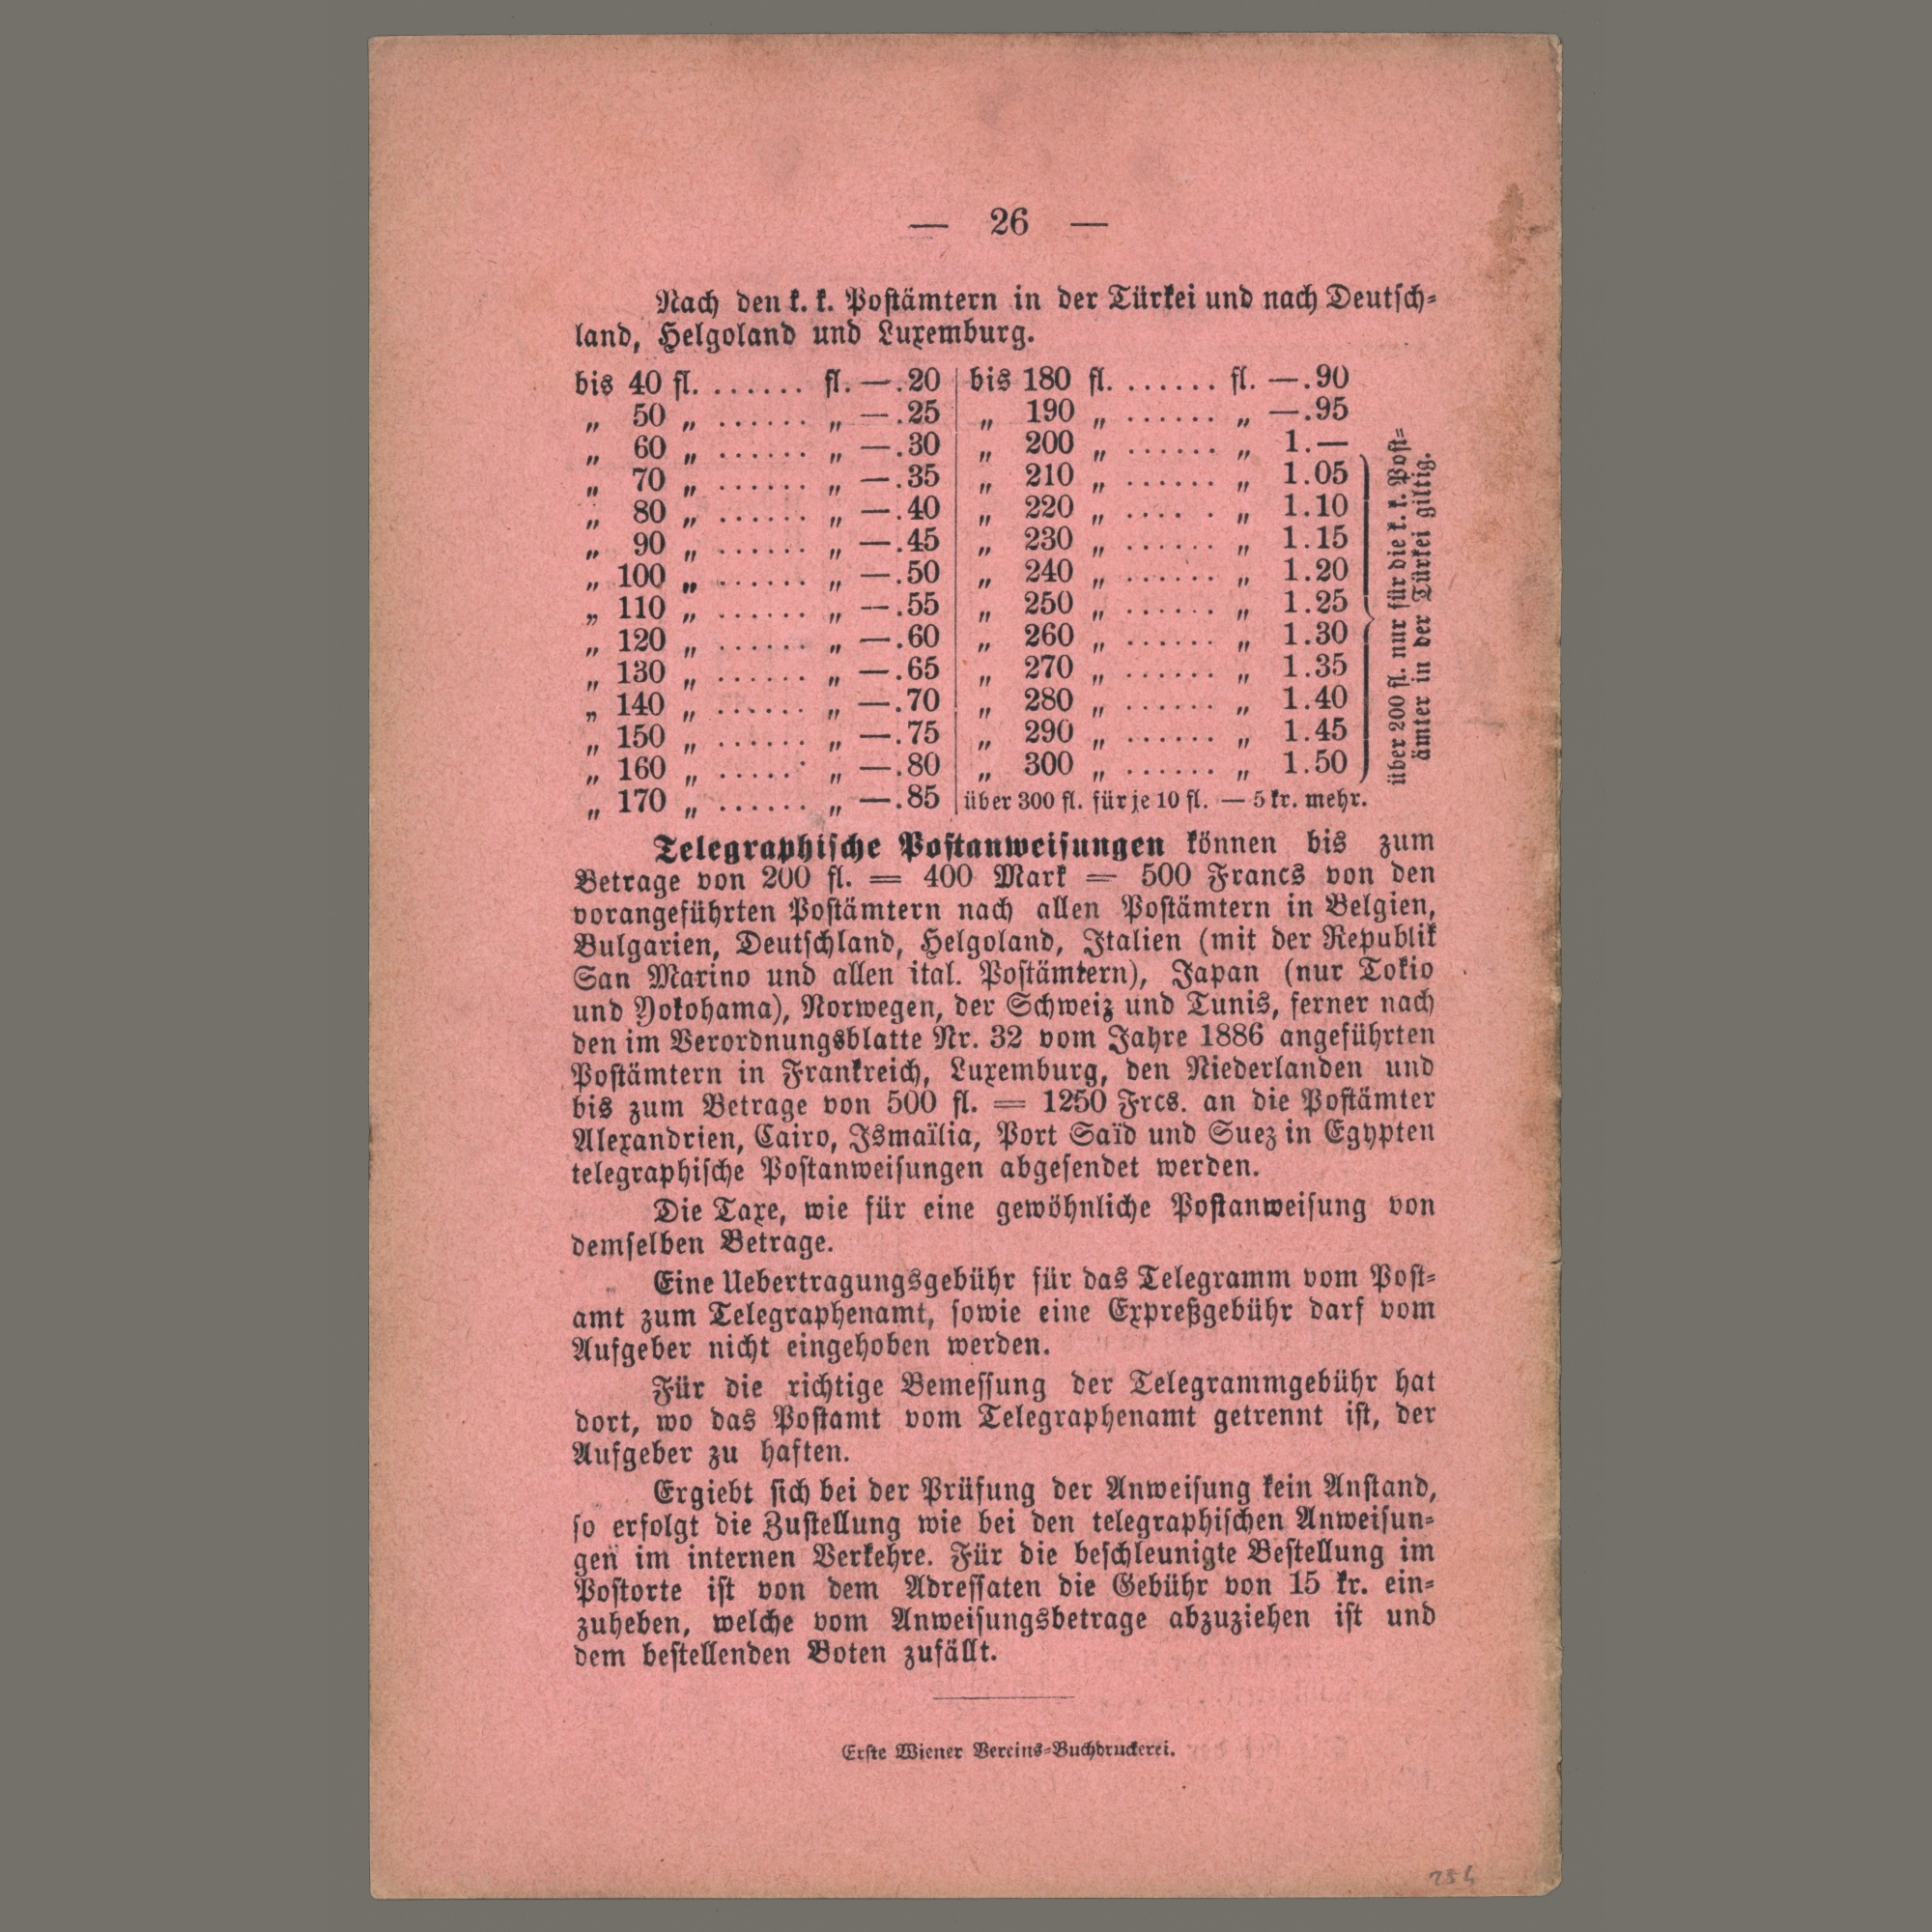 — 26 —
Nach den k. k. Postämtern in der Türkei und nach Deutsch-
land, Helgoland und Luxemburg.
bis 40 fl. ....... fl. —.20
„ 50 „ ...... „ —.25
„ 60 „ ...... „ —.30
„ 70 „ ...... „ —.35
„ 80 „ ...... „ —.40
„ 90 „ ...... „ —.45
„ 100 „ ...... „ —.50
„ 110 „ ...... „ —.55
„ 120 „ ...... „ —.60
„ 130 „ ...... „ —.65
„ 140 „ ...... „ —.70
„ 150 „ ...... „ —.75
„ 160 „ ...... „ —.80
„ 170 „ ...... „ —.85
bis 180 fl. ....... fl. —.90
„ 190 „ ...... „ —.95
„ 200 „ ...... „ 1.—
„ 210 „ ...... „ 1.05
„ 220 „ ...... „ 1.10
„ 230 „ ...... „ 1.15
„ 240 „ ...... „ 1.20
„ 250 „ ...... „ 1.25
„ 260 „ ...... „ 1.30
„ 270 „ ...... „ 1.35
„ 280 „ ...... „ 1.40
„ 290 „ ...... „ 1.45
„ 300 „ ...... „ 1.50
über 300 fl. für je 10 fl. — 5 kr. mehr.
über 200 fl. nur für die k. k. Post-
ämter in der Türkei giltig.
Telegraphische Postanweisungen können bis zum
Betrage von 200 fl. = 400 Mark = 500 Francs von den
vorangeführten Postämtern nach allen Postämtern in Belgien,
Bulgarien, Deutschland, Helgoland, Italien (mit der Republik
San Marino und allen ital. Postämtern), Japan (nur Tokio
und Yokohama), Norwegen, der Schweiz und Tunis, ferner nach
den im Verordnungsblatte Nr. 32 vom Jahre 1886 angeführten
Postämtern in Frankreich, Luxemburg, den Niederlanden und
bis zum Betrage von 500 fl. = 1250 Frcs. an die Postämter
Alexandrien, Cairo, Ismaïlia, Port Saïd und Suez in Egypten
telegraphische Postanweisungen abgesendet werden.
Die Taxe, wie für eine gewöhnliche Postanweisung von
demselben Betrage.
Eine Uebertragungsgebühr für das Telegramm vom Post-
amt zum Telegraphenamt, sowie eine Expreßgebühr darf vom
Aufgeber nicht eingehoben werden.
Für die richtige Bemessung der Telegrammgebühr hat
dort, wo das Postamt vom Telegraphenamt getrennt ist, der
Aufgeber zu haften.
Ergiebt sich bei der Prüfung der Anweisung kein Anstand,
so erfolgt die Zustellung wie bei den telegraphischen Anweisun-
gen im internen Verkehre. Für die beschleunigte Bestellung im
Postorte ist von dem Adressaten die Gebühr von 15 kr. ein-
zuheben, welche vom Anweisungsbetrage abzuziehen ist und
dem bestellenden Boten zufällt.
Erste Wiener Vereins-Buchdruckerei.